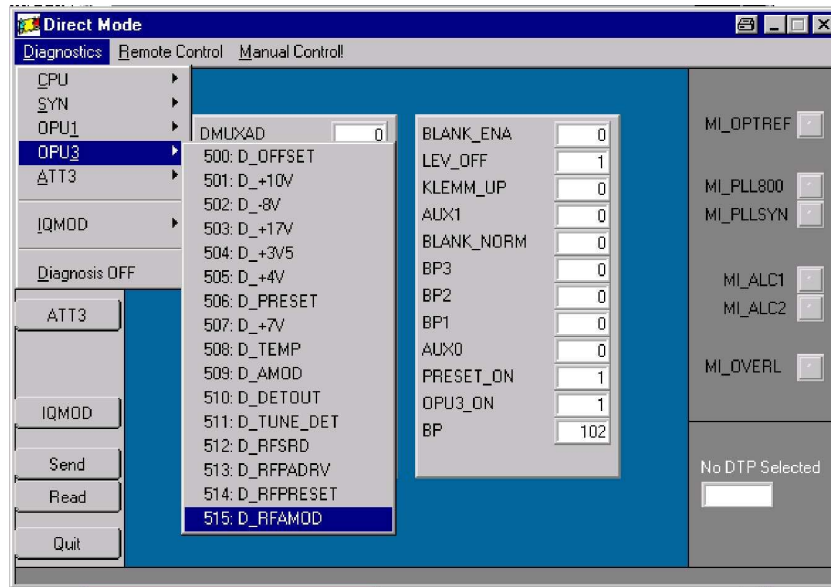 Direct Mode
Diagnostics Remote Control Manual Control!
CPU
SYN
OPU1
OPU3
ATT3
IQMOD
Diagnosis OFF
ATT3
IQMOD
Send
Read
Quit
DMUXAD 0
500: D_OFFSET
501: D_+10V
502: D_-8V
503: D_+17V
504: D_+3V5
505: D_+4V
506: D_PRESET
507: D_+7V
508: D_TEMP
509: D_AMOD
510: D_DETOUT
511: D_TUNE_DET
512: D_RFSRD
513: D_RFPADRV
514: D_RFPRESET
515: D_RFAMOD
BLANK_ENA 0
LEV_OFF 1
KLEMM_UP 0
AUX1 0
BLANK_NORM 0
BP3 0
BP2 0
BP1 0
AUX0 0
PRESET_ON 1
OPU3_ON 1
BP 102
MI_OPTREF
MI_PLL800
MI_PLLSYN
MI_ALC1
MI_ALC2
MI_OVERL
No DTP Selected